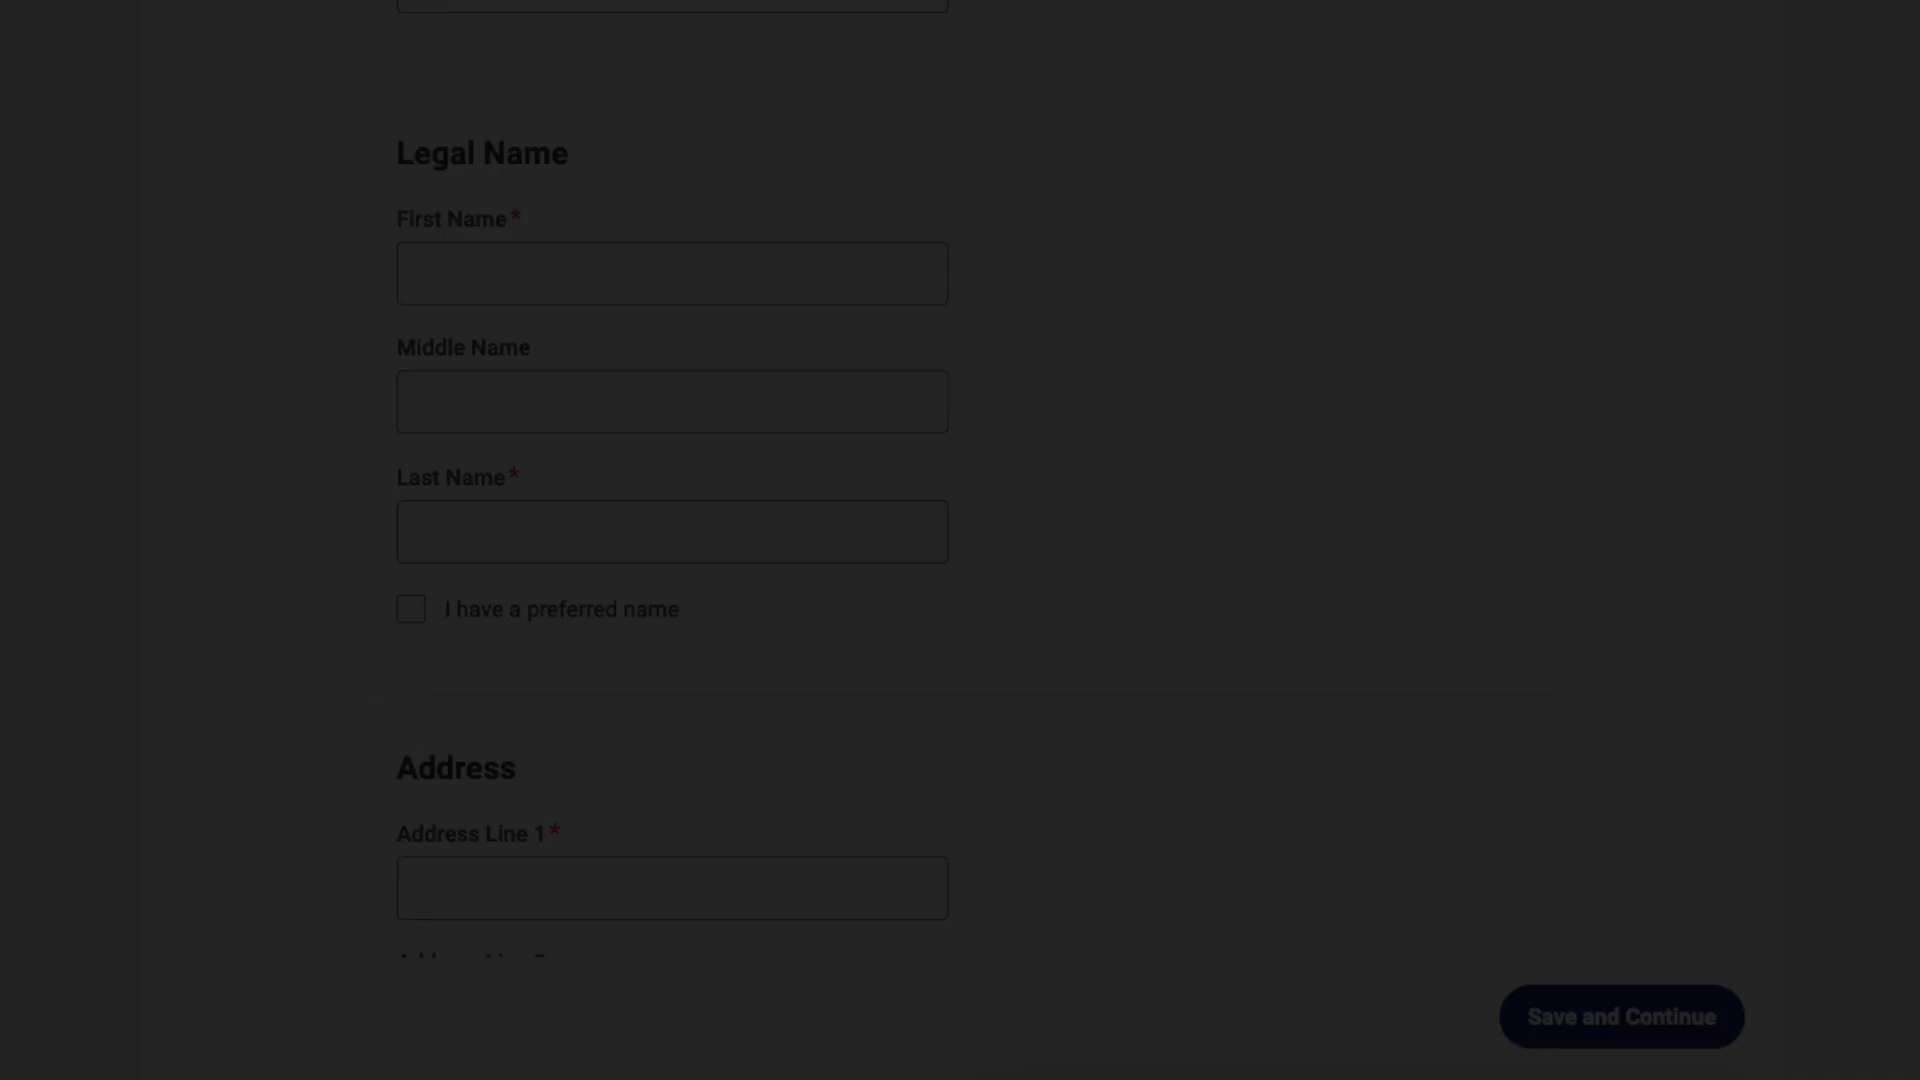 Legal Name
First Name*
Middle Name
Last Name*
I have a preferred name
Address
Address Line 1*
Save and Continue